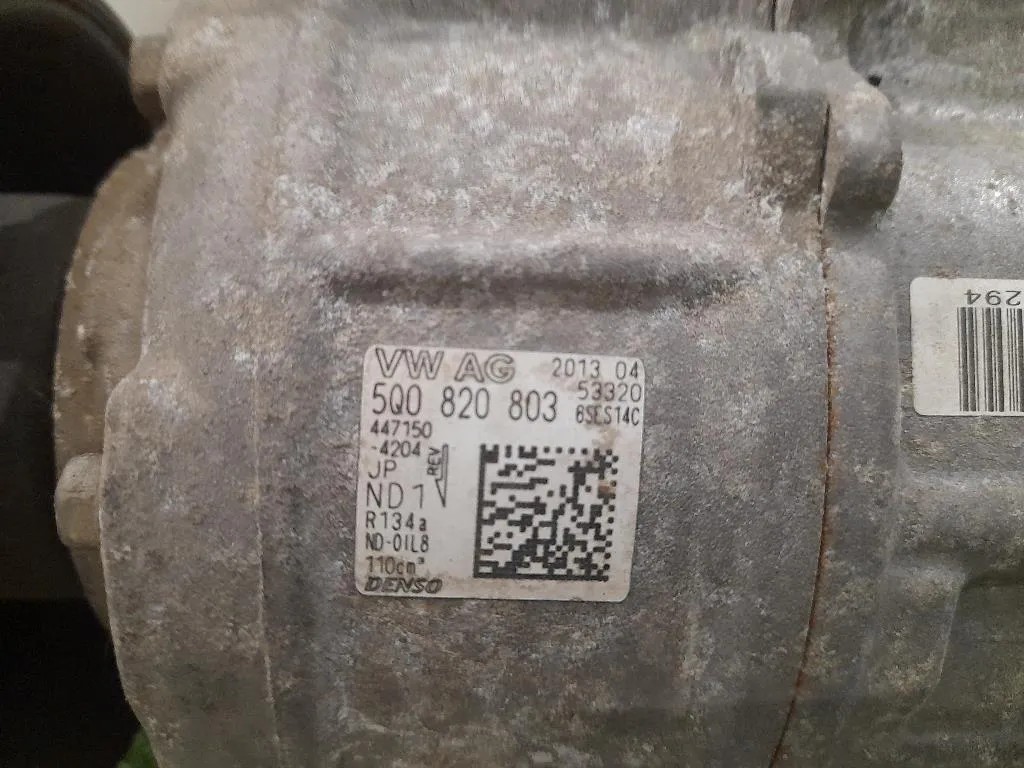 VW AG 2013 04
53320
5Q0 820 803 6SES14C
447150
-4204
REV
JP
ND1
R134a
ND-OIL8
110cm³
DENSO
294